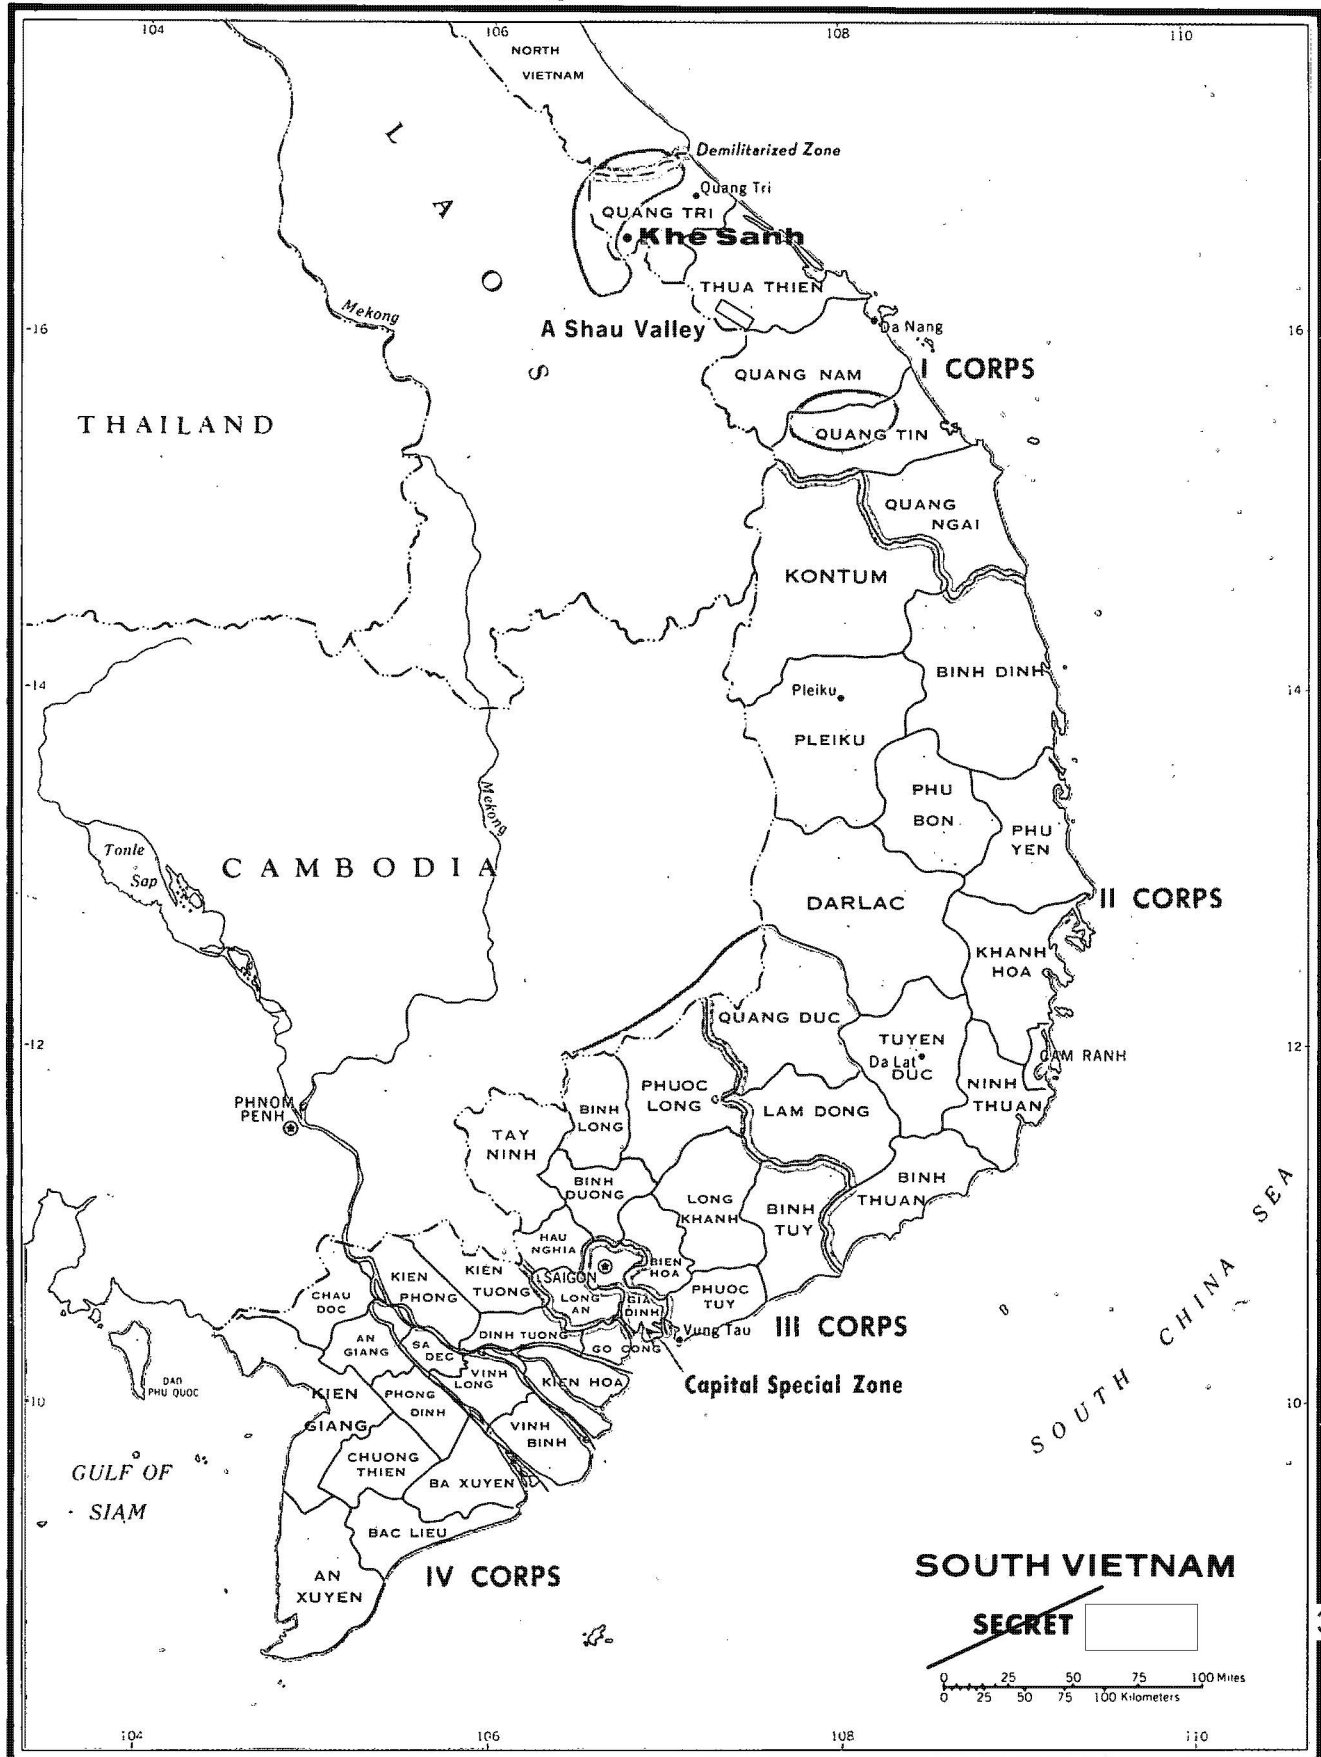 104
106
108
110
NORTH
VIETNAM
L
A
O
S
Demilitarized Zone
Quang Tri
QUANG TRI
Khe Sanh
THUA THIEN
Mekong
16
A Shau Valley
Da Nang
16
QUANG NAM
I CORPS
THAILAND
QUANG TIN
QUANG
NGAI
KONTUM
BINH DINH
14
Pleiku
14
PLEIKU
Mekong
PHU
BON
PHU
YEN
Tonle
Sap
CAMBODIA
DARLAC
II CORPS
KHANH
HOA
QUANG DUC
TUYEN
DUC
Da Lat
12
12
CAM RANH
PHUOC
LONG
NINH
THUAN
PHNOM
PENH
BINH
LONG
LAM DONG
TAY
NINH
BINH
DUONG
BINH
THUAN
LONG
KHANH
BINH
TUY
SOUTH CHINA SEA
HAU
NGHIA
KIEN
PHONG
KIEN
TUONG
SAIGON
BIEN
HOA
CHAU
DOC
LONG
AN
GIA
DINH
PHUOC
TUY
AN
GIANG
SA
DEC
DINH TUONG
GO CONG
Vung Tau
III CORPS
DAO
PHU QUOC
VINH
LONG
KIEN HOA
Capital Special Zone
10
KIEN
GIANG
PHONG
DINH
10
VINH
BINH
CHUONG
THIEN
BA XUYEN
GULF OF
SIAM
BAC LIEU
AN
XUYEN
IV CORPS
SOUTH VIETNAM
SECRET
0 25 50 75 100 Miles
0 25 50 75 100 Kilometers
104
106
108
110